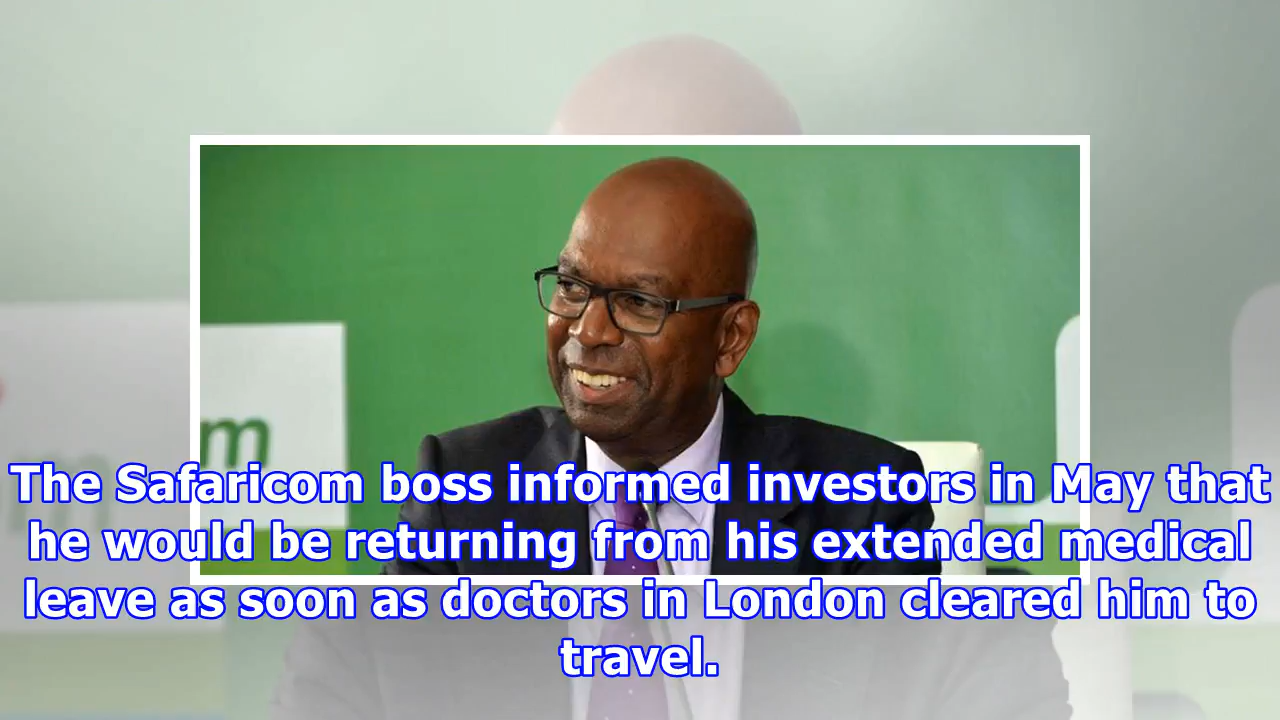 m
The Safaricom boss informed investors in May that
he would be returning from his extended medical
leave as soon as doctors in London cleared him to
travel.